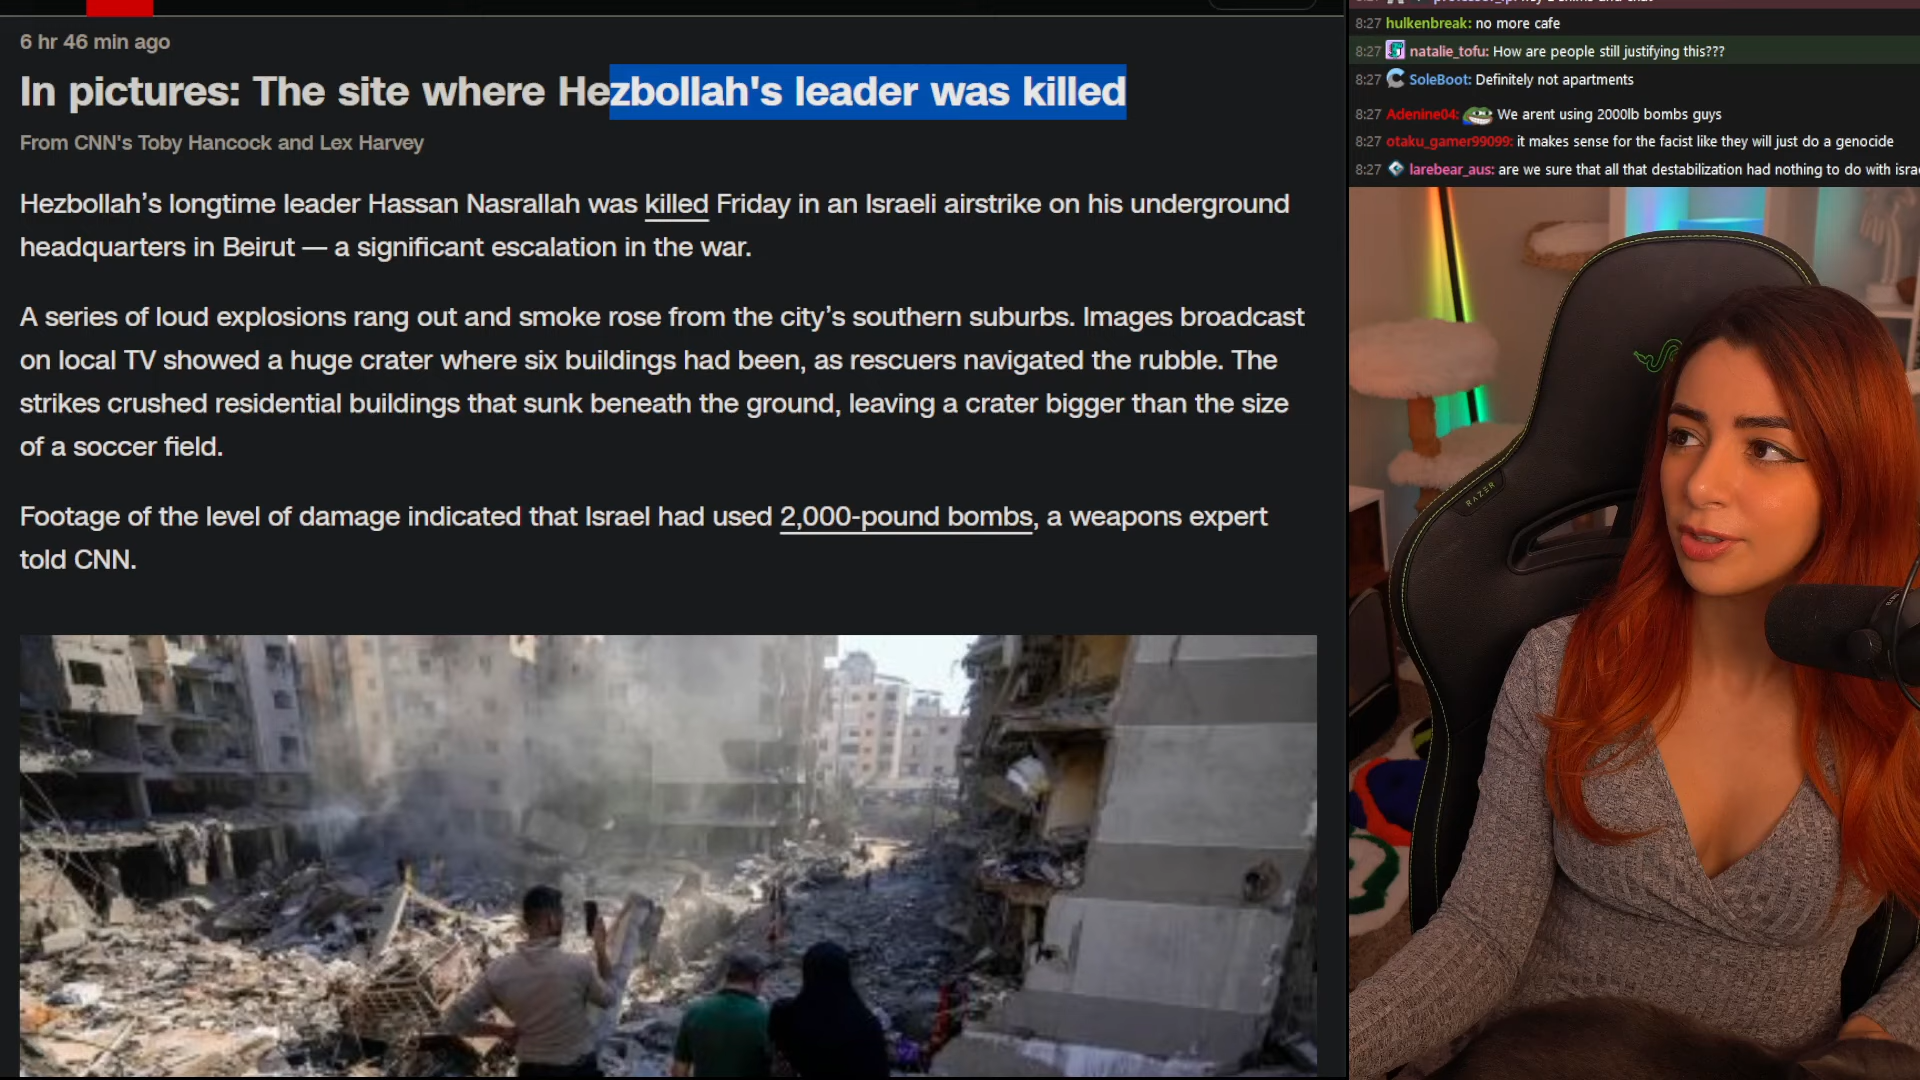 6 hr 46 min ago
In pictures: The site where Hezbollah's leader was killed
From CNN's Toby Hancock and Lex Harvey
Hezbollah’s longtime leader Hassan Nasrallah was killed Friday in an Israeli airstrike on his underground
headquarters in Beirut — a significant escalation in the war.
A series of loud explosions rang out and smoke rose from the city’s southern suburbs. Images broadcast
on local TV showed a huge crater where six buildings had been, as rescuers navigated the rubble. The
strikes crushed residential buildings that sunk beneath the ground, leaving a crater bigger than the size
of a soccer field.
Footage of the level of damage indicated that Israel had used 2,000-pound bombs, a weapons expert
told CNN.
8:27 hulkenbreak: no more cafe
8:27 natalie_tofu: How are people still justifying this???
8:27 SoleBoot: Definitely not apartments
8:27 Adenine04: We arent using 2000lb bombs guys
8:27 otaku_gamer99099: it makes sense for the facist like they will just do a genocide
8:27 larebear_aus: are we sure that all that destabilization had nothing to do with isra
RAZER